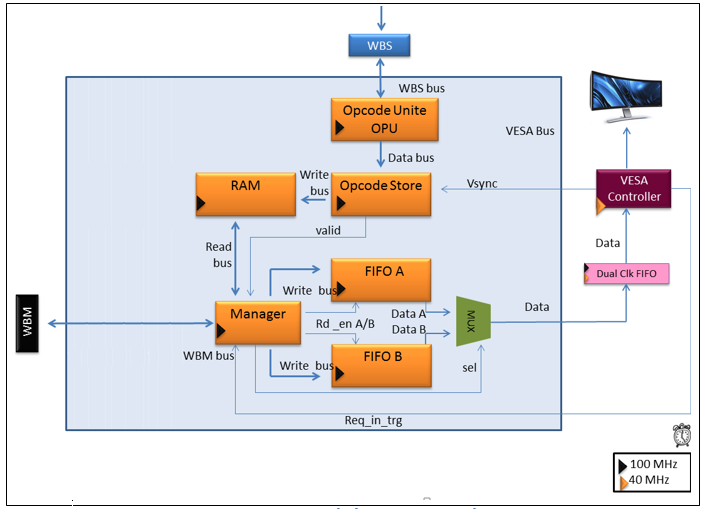 WBS
WBS bus
Opcode Unite
OPU
VESA Bus
Data bus
RAM
Write
bus
Opcode Store
Vsync
VESA
Controller
valid
Read
bus
Data
FIFO A
Dual Clk FIFO
Write bus
WBM
Manager
Data A
Rd _en A/B
Data B
MUX
Data
WBM bus
FIFO B
Write bus
sel
Req_in_trg
100 MHz
40 MHz